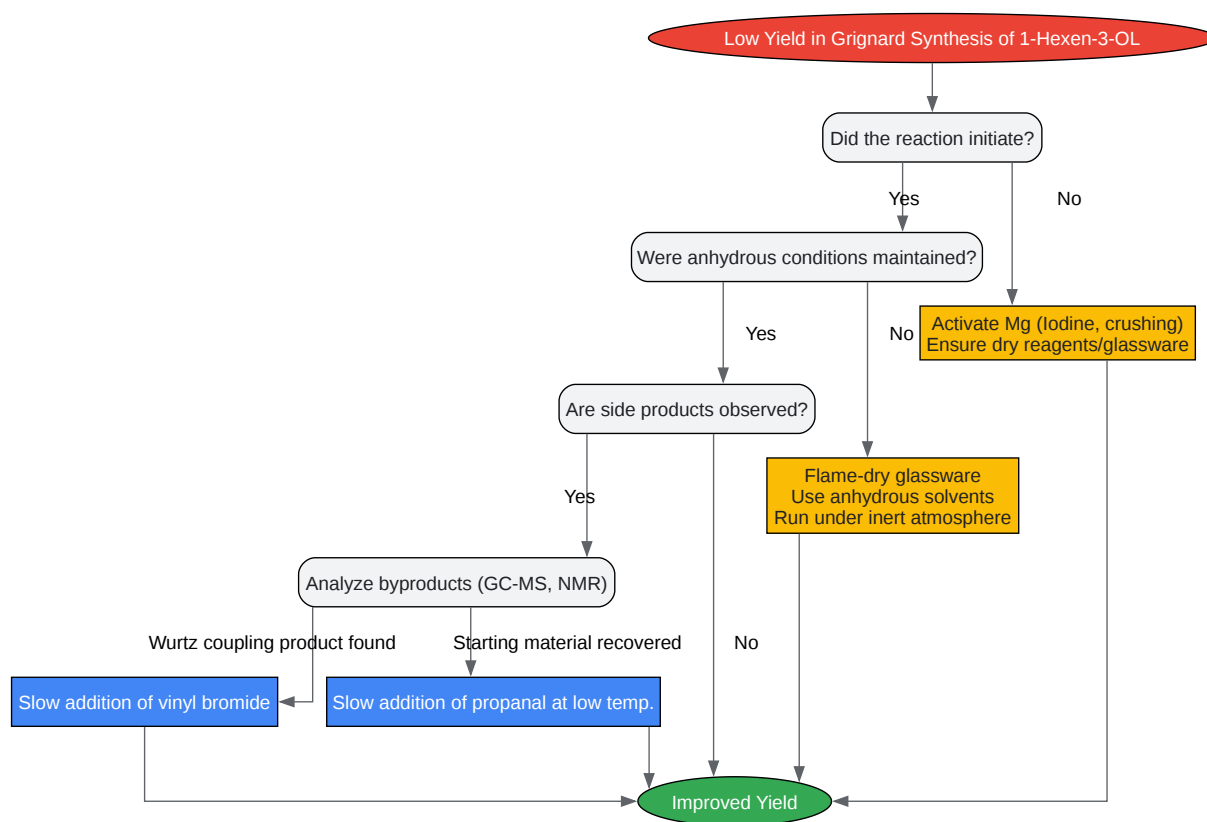 Low Yield in Grignard Synthesis of 1-Hexen-3-OL
Did the reaction initiate?
Yes
No
Were anhydrous conditions maintained?
Activate Mg (Iodine, crushing)
Ensure dry reagents/glassware
Yes
No
Are side products observed?
Flame-dry glassware
Use anhydrous solvents
Run under inert atmosphere
Yes
Analyze byproducts (GC-MS, NMR)
Wurtz coupling product found
Starting material recovered
No
Slow addition of vinyl bromide
Slow addition of propanal at low temp.
Improved Yield